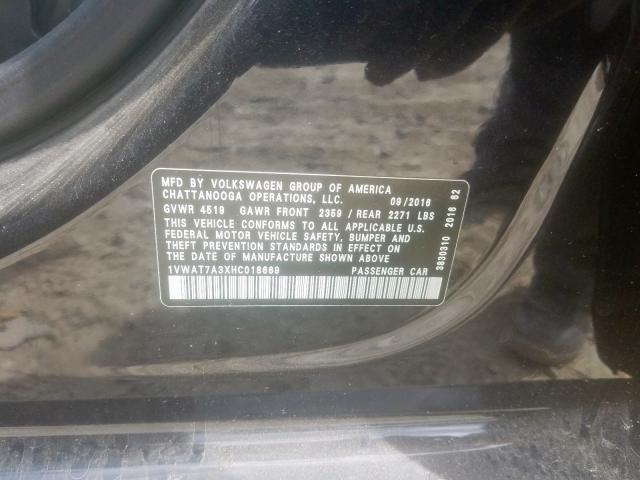 MFD BY VOLKSWAGEN GROUP OF AMERICA
CHATTANOOGA OPERATIONS, LLC. 09/2016
GVWR 4519 GAWR FRONT 2359 / REAR 2271 LBS
THIS VEHICLE CONFORMS TO ALL APPLICABLE U.S.
FEDERAL MOTOR VEHICLE SAFETY, BUMPER AND
THEFT PREVENTION STANDARDS IN EFFECT ON
THE DATE OF MANUFACTURE SHOWN ABOVE
1VWAT7A3XHC018669 PASSENGER CAR
3830310 2016 62